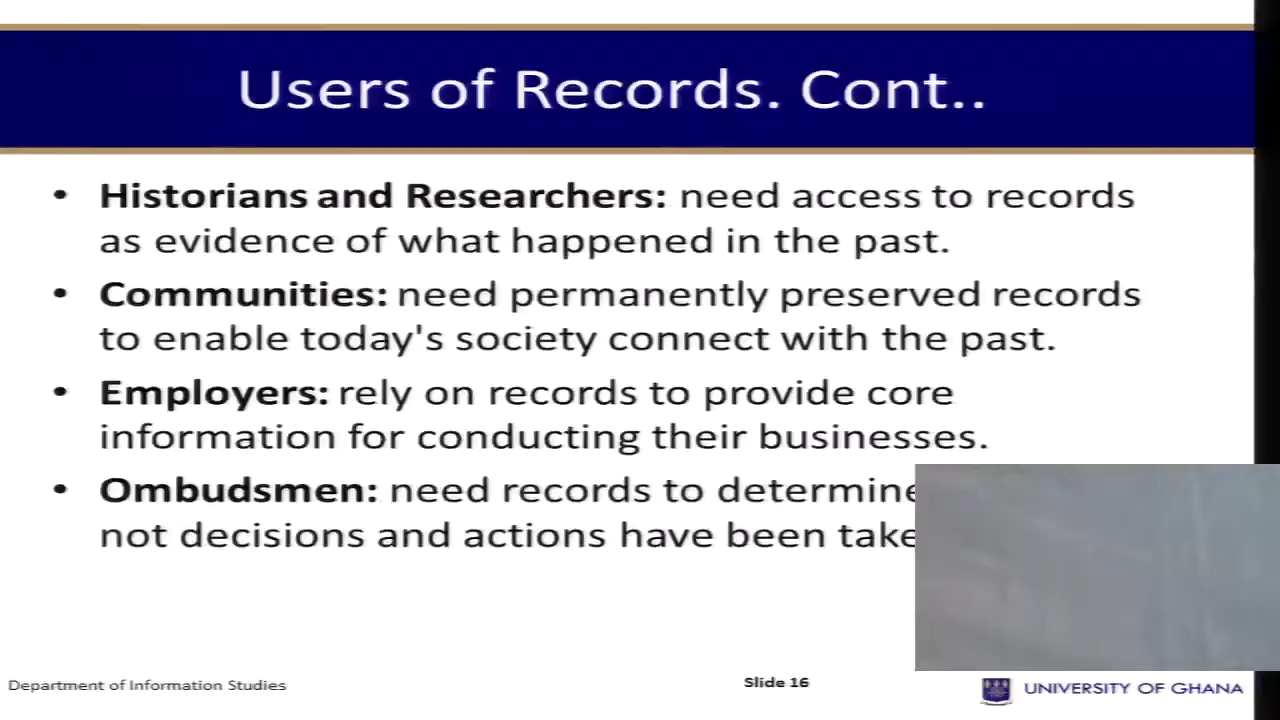 Users of Records. Cont..
• Historians and Researchers: need access to records
as evidence of what happened in the past.
• Communities: need permanently preserved records
to enable today's society connect with the past.
• Employers: rely on records to provide core
information for conducting their businesses.
• Ombudsmen: need records to determine
not decisions and actions have been take
Department of Information Studies
Slide 16
UNIVERSITY OF GHANA